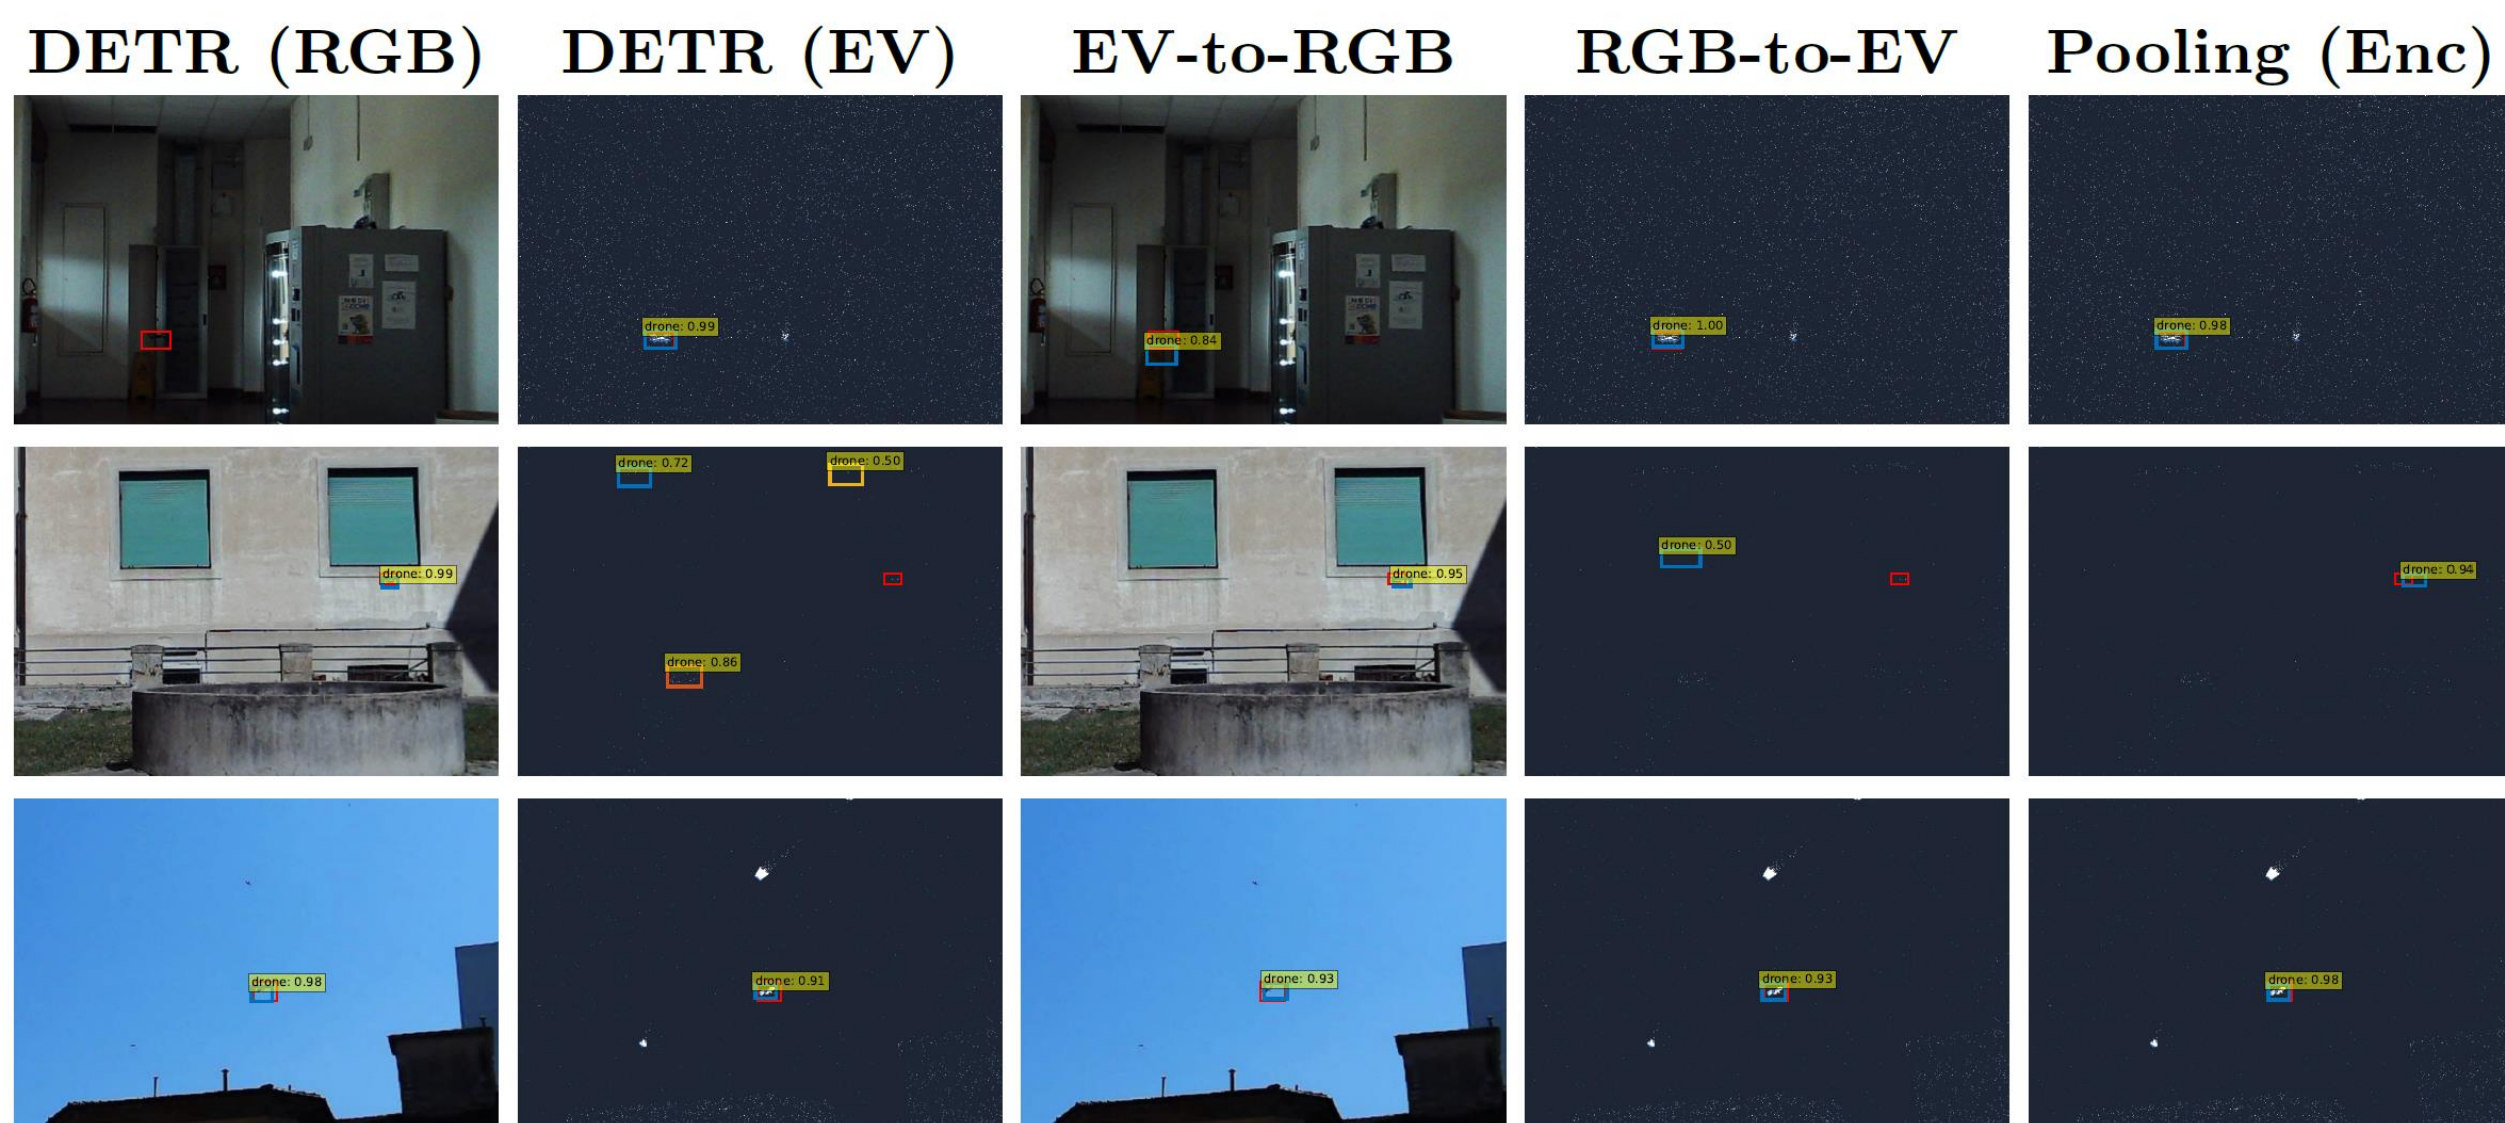 DETR (RGB) DETR (EV) EV-to-RGB RGB-to-EV Pooling (Enc)
drone: 0.99 drone: 0.84 drone: 1.00 drone: 0.98
drone: 0.72 drone: 0.50
drone: 0.50
drone: 0.99 drone: 0.95 drone: 0.94
drone: 0.86
drone: 0.98 drone: 0.91 drone: 0.93 drone: 0.93 drone: 0.98